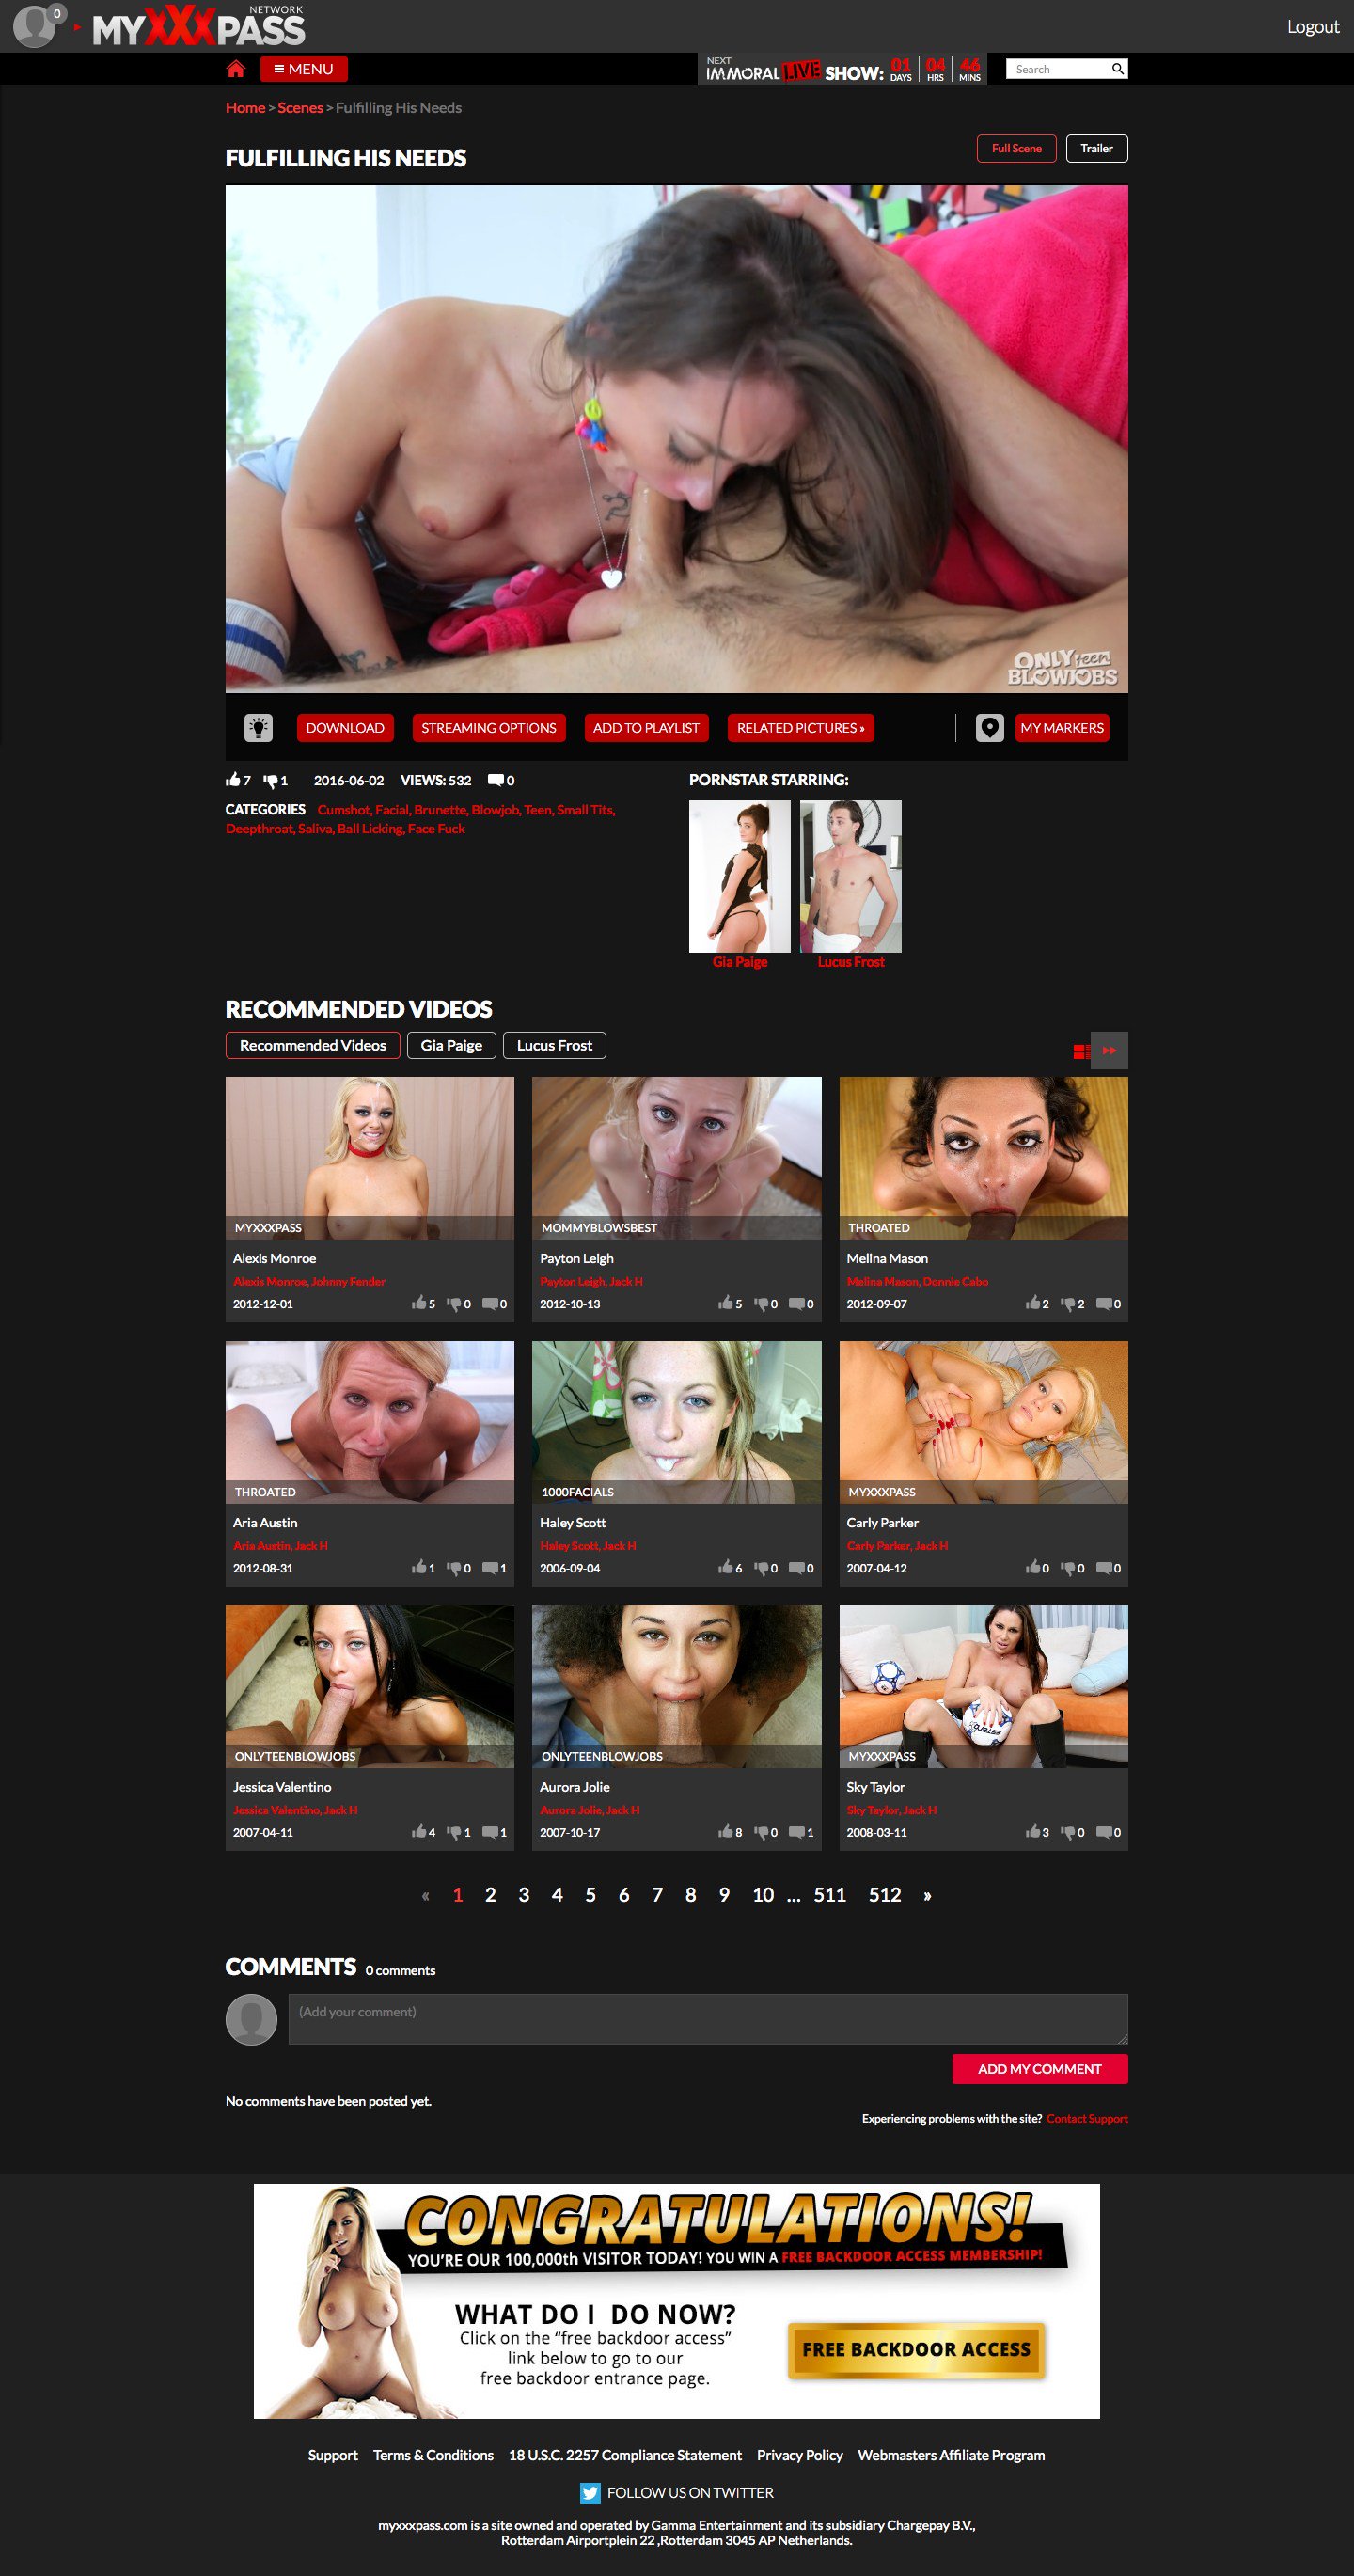 0
NETWORK
MYXXXPASS
Logout
MENU
NEXT
IMMORAL LIVE SHOW:
01 04 46
DAYS HRS MINS
Search
Home > Scenes > Fulfilling His Needs
FULFILLING HIS NEEDS
Full Scene Trailer
ONLY teen
BLOWJOBS
DOWNLOAD STREAMING OPTIONS ADD TO PLAYLIST RELATED PICTURES » MY MARKERS
7 1 2016-06-02 VIEWS: 532 0
CATEGORIES Cumshot, Facial, Brunette, Blowjob, Teen, Small Tits,
Deepthroat, Saliva, Ball Licking, Face Fuck
PORNSTAR STARRING:
Gia Paige Lucus Frost
RECOMMENDED VIDEOS
Recommended Videos Gia Paige Lucus Frost
MYXXXPASS
Alexis Monroe
Alexis Monroe, Johnny Fender
2012-12-01 5 0 0
MOMMYBLOWSBEST
Payton Leigh
Payton Leigh, Jack H
2012-10-13 5 0 0
THROATED
Melina Mason
Melina Mason, Donnie Cabo
2012-09-07 2 2 0
THROATED
Aria Austin
Aria Austin, Jack H
2012-08-31 1 0 1
1000FACIALS
Haley Scott
Haley Scott, Jack H
2006-09-04 6 0 0
MYXXXPASS
Carly Parker
Carly Parker, Jack H
2007-04-12 0 0 0
ONLYTEENBLOWJOBS
Jessica Valentino
Jessica Valentino, Jack H
2007-04-11 4 1 1
ONLYTEENBLOWJOBS
Aurora Jolie
Aurora Jolie, Jack H
2007-10-17 8 0 1
MYXXXPASS
Sky Taylor
Sky Taylor, Jack H
2008-03-11 3 0 0
« 1 2 3 4 5 6 7 8 9 10 ... 511 512 »
COMMENTS 0 comments
(Add your comment)
ADD MY COMMENT
No comments have been posted yet.
Experiencing problems with the site? Contact Support
CONGRATULATIONS!
YOU'RE OUR 100,000th VISITOR TODAY! YOU WIN A FREE BACKDOOR ACCESS MEMBERSHIP!
WHAT DO I DO NOW?
Click on the "free backdoor access"
link below to go to our
free backdoor entrance page.
FREE BACKDOOR ACCESS
Support Terms & Conditions 18 U.S.C. 2257 Compliance Statement Privacy Policy Webmasters Affiliate Program
FOLLOW US ON TWITTER
myxxxpass.com is a site owned and operated by Gamma Entertainment and its subsidiary Chargepay B.V.,
Rotterdam Airportplein 22 ,Rotterdam 3045 AP Netherlands.